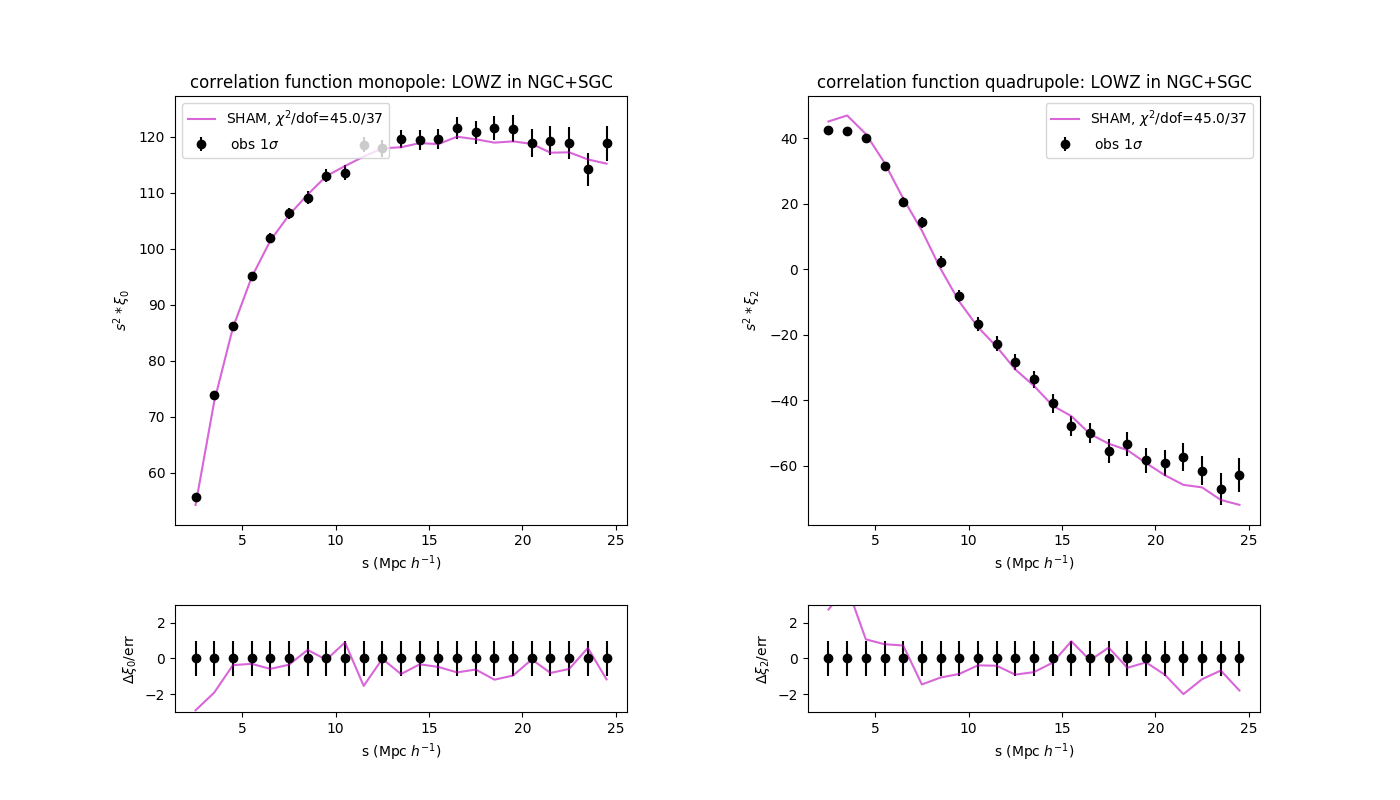 correlation function monopole: LOWZ in NGC+SGC
SHAM, χ²/dof=45.0/37
obs 1σ
120
110
100
90
80
70
60
s² * ξ₀
5 10 15 20 25
s (Mpc h⁻¹)
correlation function quadrupole: LOWZ in NGC+SGC
SHAM, χ²/dof=45.0/37
obs 1σ
40
20
0
−20
−40
−60
s² * ξ₂
5 10 15 20 25
s (Mpc h⁻¹)
2
0
−2
Δξ₀/err
5 10 15 20 25
s (Mpc h⁻¹)
2
0
−2
Δξ₂/err
5 10 15 20 25
s (Mpc h⁻¹)